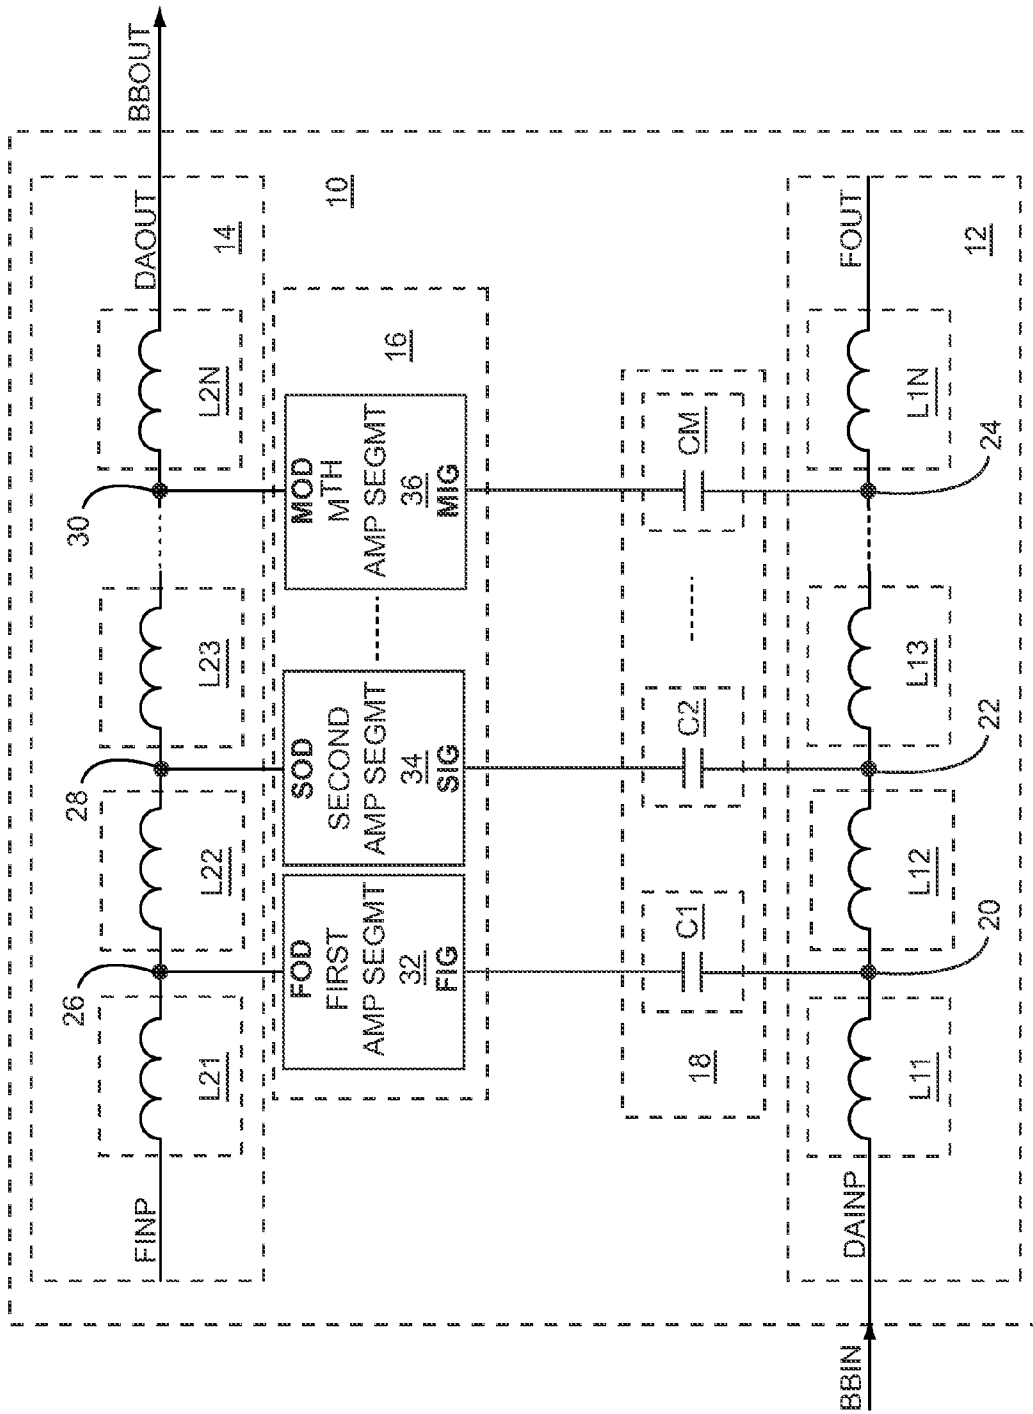 BBOUT
DAOUT
14
10
FINP
L21
L22
L23
L2N
26
28
30
FOD
FIRST
AMP SEGMT
32
FIG
SOD
SECOND
AMP SEGMT
34
SIG
MOD
MTH
AMP SEGMT
36
MIG
16
18
C1
C2
CM
BBIN
DAINP
L11
L12
L13
L1N
FOUT
12
20
22
24